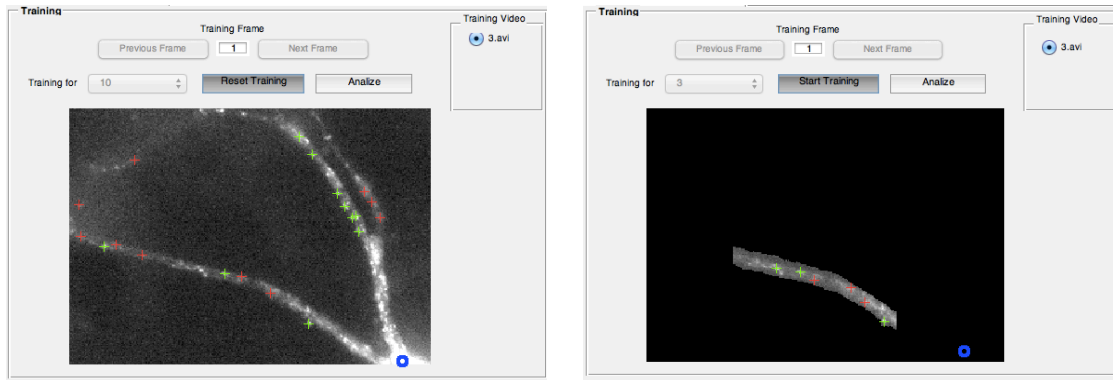 Training
Training Video
Training Frame
3.avi
Previous Frame
1
Next Frame
Training for
10
Reset Training
Analize
Training
Training Video
Training Frame
3.avi
Previous Frame
1
Next Frame
Training for
3
Start Training
Analize